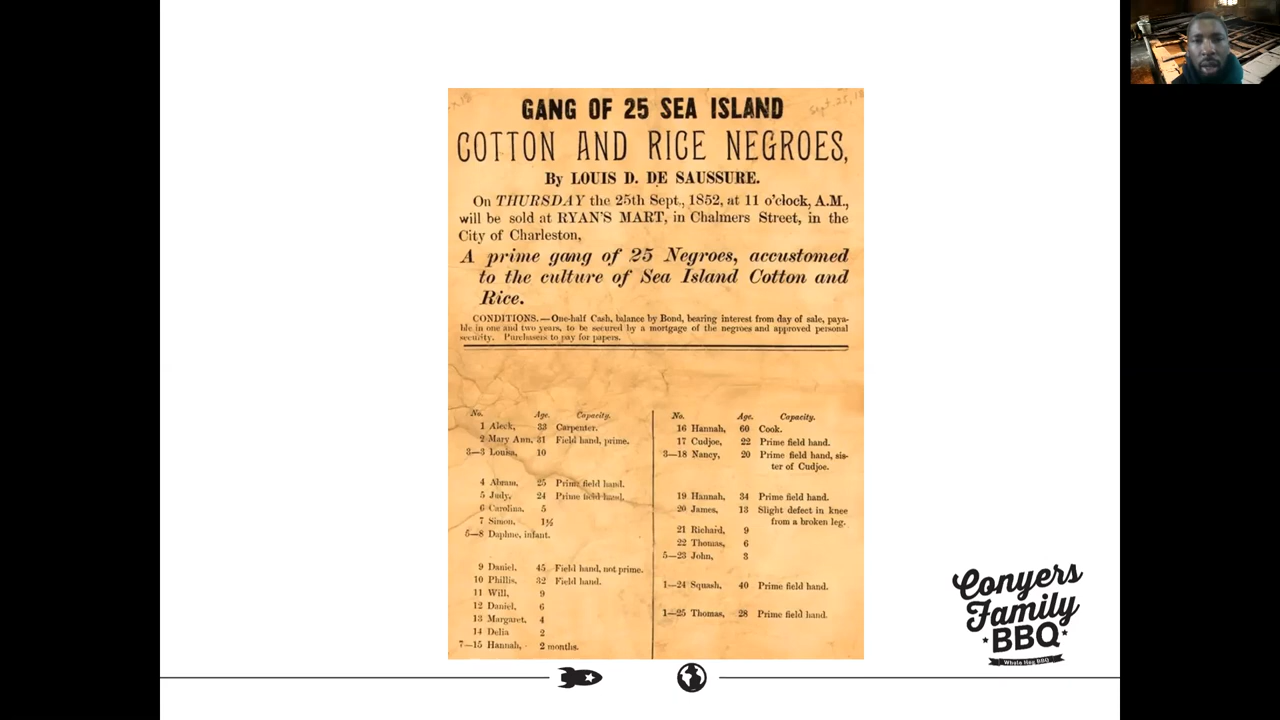 GANG OF 25 SEA ISLAND
COTTON AND RICE NEGROES,
By LOUIS D. DE SAUSSURE.
On THURSDAY the 25th Sept., 1852, at 11 o'clock, A.M.,
will be sold at RYAN'S MART, in Chalmers Street, in the
City of Charleston,
A prime gang of 25 Negroes, accustomed
to the culture of Sea Island Cotton and
Rice.
CONDITIONS.—One-half Cash, balance by Bond, bearing interest from day of sale, paya-
ble in one and two years, to be secured by a mortgage of the negroes and approved personal
security. Purchasers to pay for papers.
No. Age. Capacity.
1 Aleck, 33 Carpenter.
2 Mary Ann, 31 Field hand, prime.
3—3 Louisa, 10
4 Abram, 25 Prime field hand.
5 Judy, 24 Prime field hand.
6 Carolina, 5
7 Simon, 1½
5—8 Daphne, infant.
9 Daniel, 45 Field hand, not prime.
10 Phillis, 32 Field hand.
11 Will, 9
12 Daniel, 6
13 Margaret, 4
14 Delia 2
7—15 Hannah, 2 months.
No. Age. Capacity.
16 Hannah, 60 Cook.
17 Cudjoe, 22 Prime field hand.
3—18 Nancy, 20 Prime field hand, sis-
ter of Cudjoe.
19 Hannah, 34 Prime field hand.
20 James, 13 Slight defect in knee
from a broken leg.
21 Richard, 9
22 Thomas, 6
5—23 John, 3
1—24 Squash, 40 Prime field hand.
1—25 Thomas, 28 Prime field hand.
Conyers
Family
BBQ
Whole Hog BBQ